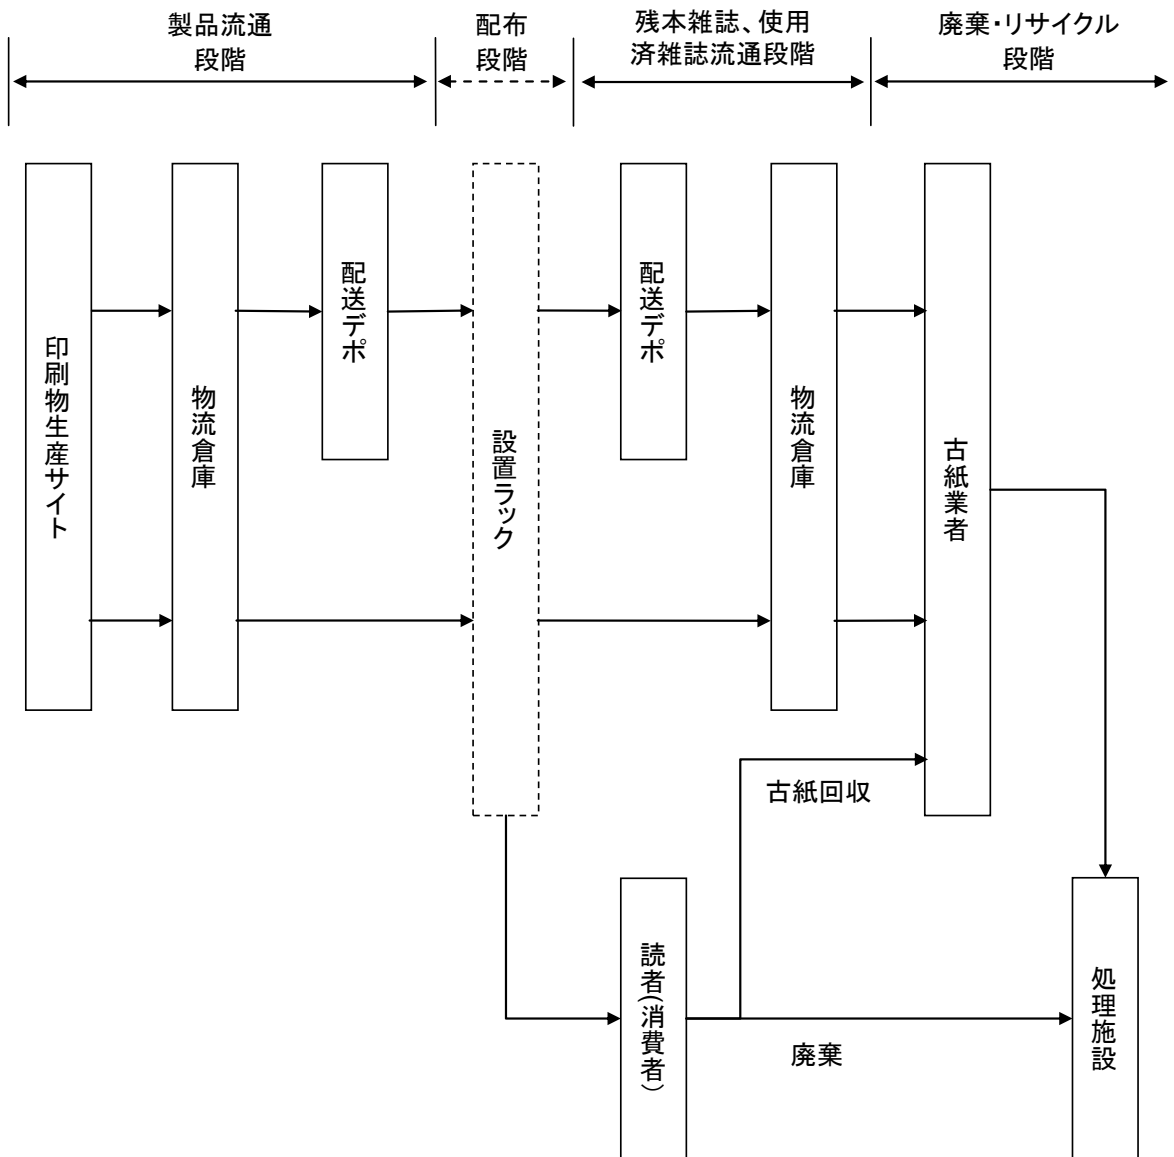 製品流通
段階
配布
段階
残本雑誌、使用
済雑誌流通段階
廃棄・リサイクル
段階
印刷物生産サイト
物流倉庫
配送デポ
設置ラック
配送デポ
物流倉庫
古紙業者
古紙回収
読者(消費者)
廃棄
処理施設